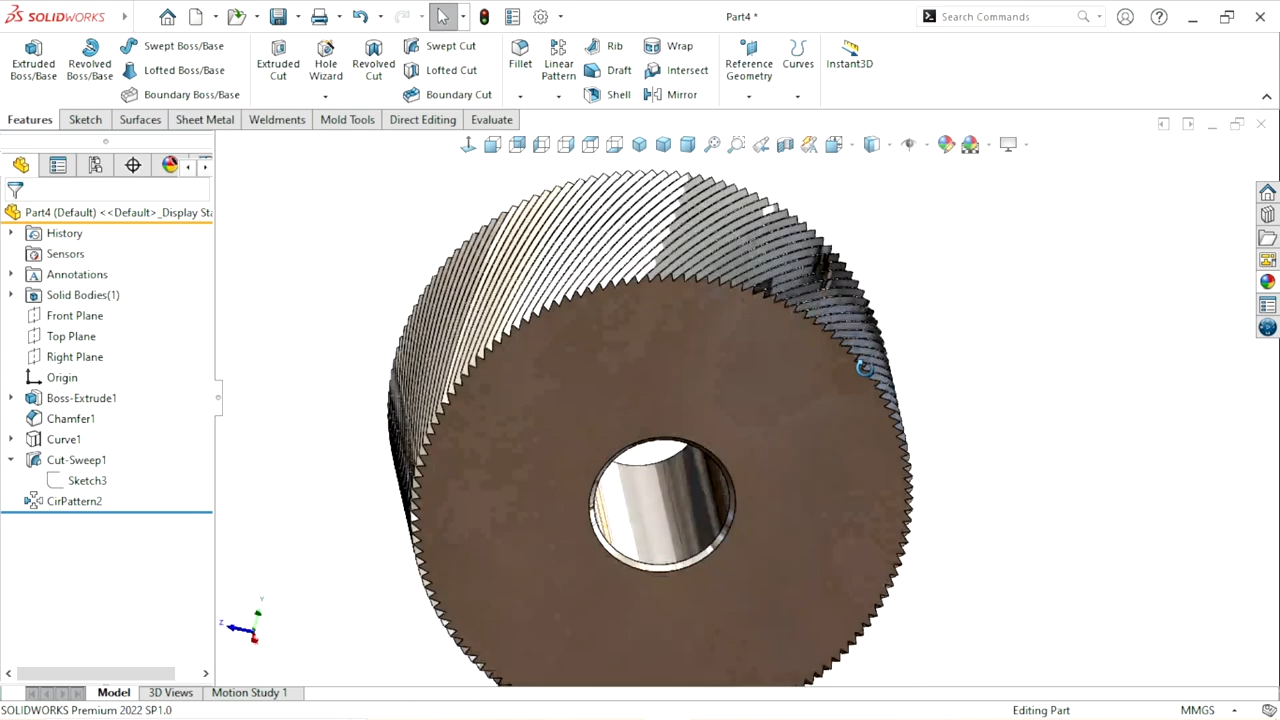 SOLIDWORKS
Part4 *
Search Commands
Extruded Boss/Base
Revolved Boss/Base
Swept Boss/Base
Lofted Boss/Base
Boundary Boss/Base
Extruded Cut
Hole Wizard
Revolved Cut
Swept Cut
Lofted Cut
Boundary Cut
Fillet
Linear Pattern
Rib
Draft
Shell
Wrap
Intersect
Mirror
Reference Geometry
Curves
Instant3D
Features
Sketch
Surfaces
Sheet Metal
Weldments
Mold Tools
Direct Editing
Evaluate
Part4 (Default) <<Default>_Display Sta
History
Sensors
Annotations
Solid Bodies(1)
Front Plane
Top Plane
Right Plane
Origin
Boss-Extrude1
Chamfer1
Curve1
Cut-Sweep1
Sketch3
CirPattern2
Y
Z
Model
3D Views
Motion Study 1
SOLIDWORKS Premium 2022 SP1.0
Editing Part
MMGS